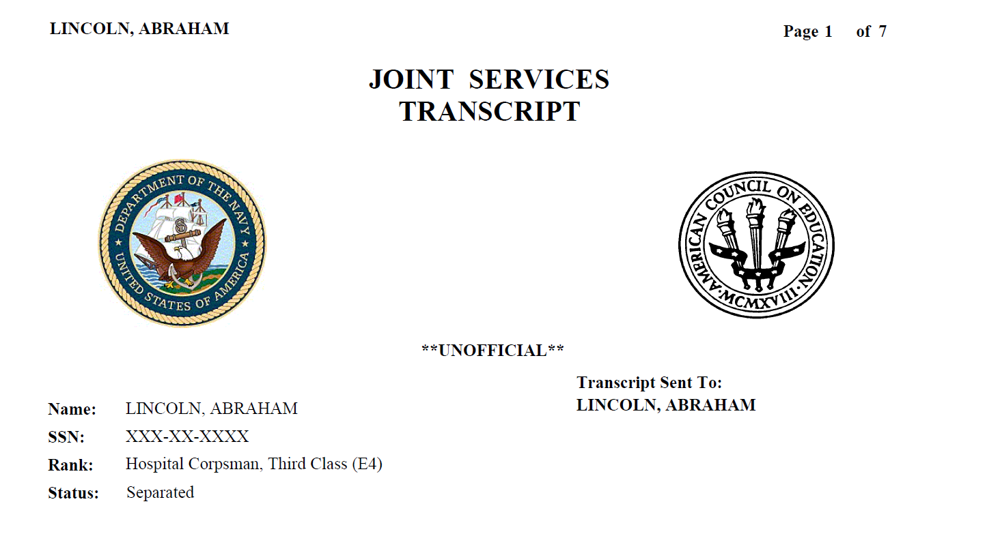 LINCOLN, ABRAHAM
Page 1 of 7
JOINT SERVICES
TRANSCRIPT
DEPARTMENT OF THE NAVY
UNITED STATES OF AMERICA
AMERICAN COUNCIL ON EDUCATION
MCMXVIII
**UNOFFICIAL**
Transcript Sent To:
LINCOLN, ABRAHAM
Name: LINCOLN, ABRAHAM
SSN: XXX-XX-XXXX
Rank: Hospital Corpsman, Third Class (E4)
Status: Separated